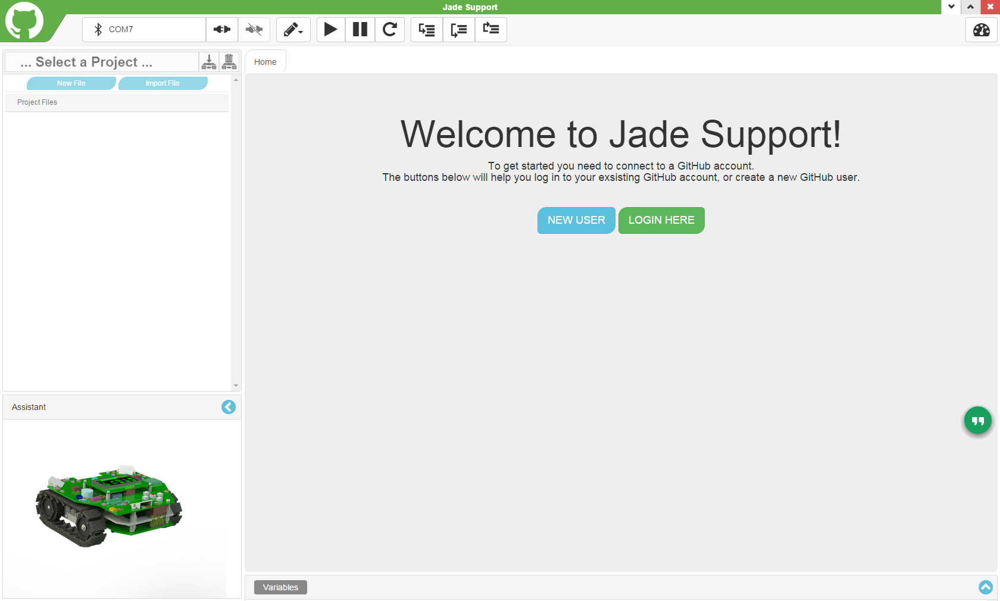 Jade Support
COM7
... Select a Project ...
New File
Import File
Project Files
Home
Welcome to Jade Support!
To get started you need to connect to a GitHub account.
The buttons below will help you log in to your exsisting GitHub account, or create a new GitHub user.
NEW USER
LOGIN HERE
Assistant
Variables